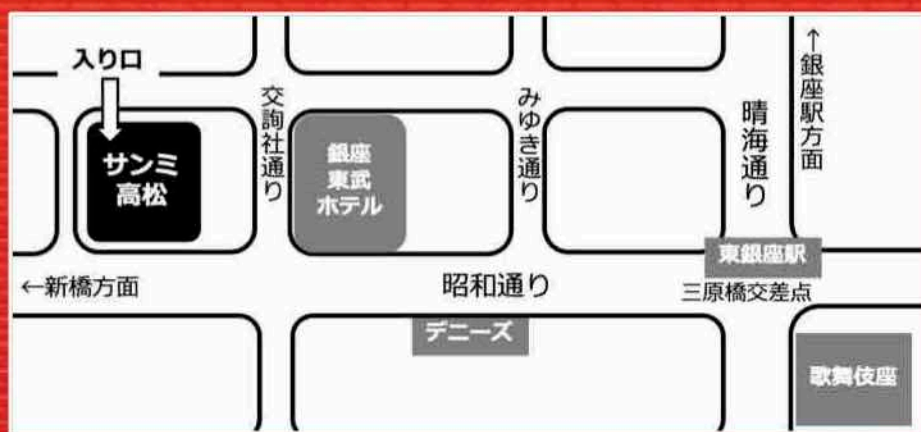 入り口
サンミ
高松
交詢社通り
銀座
東武
ホテル
みゆき通り
晴海通り
↑銀座駅方面
東銀座駅
三原橋交差点
←新橋方面
昭和通り
デニーズ
歌舞伎座